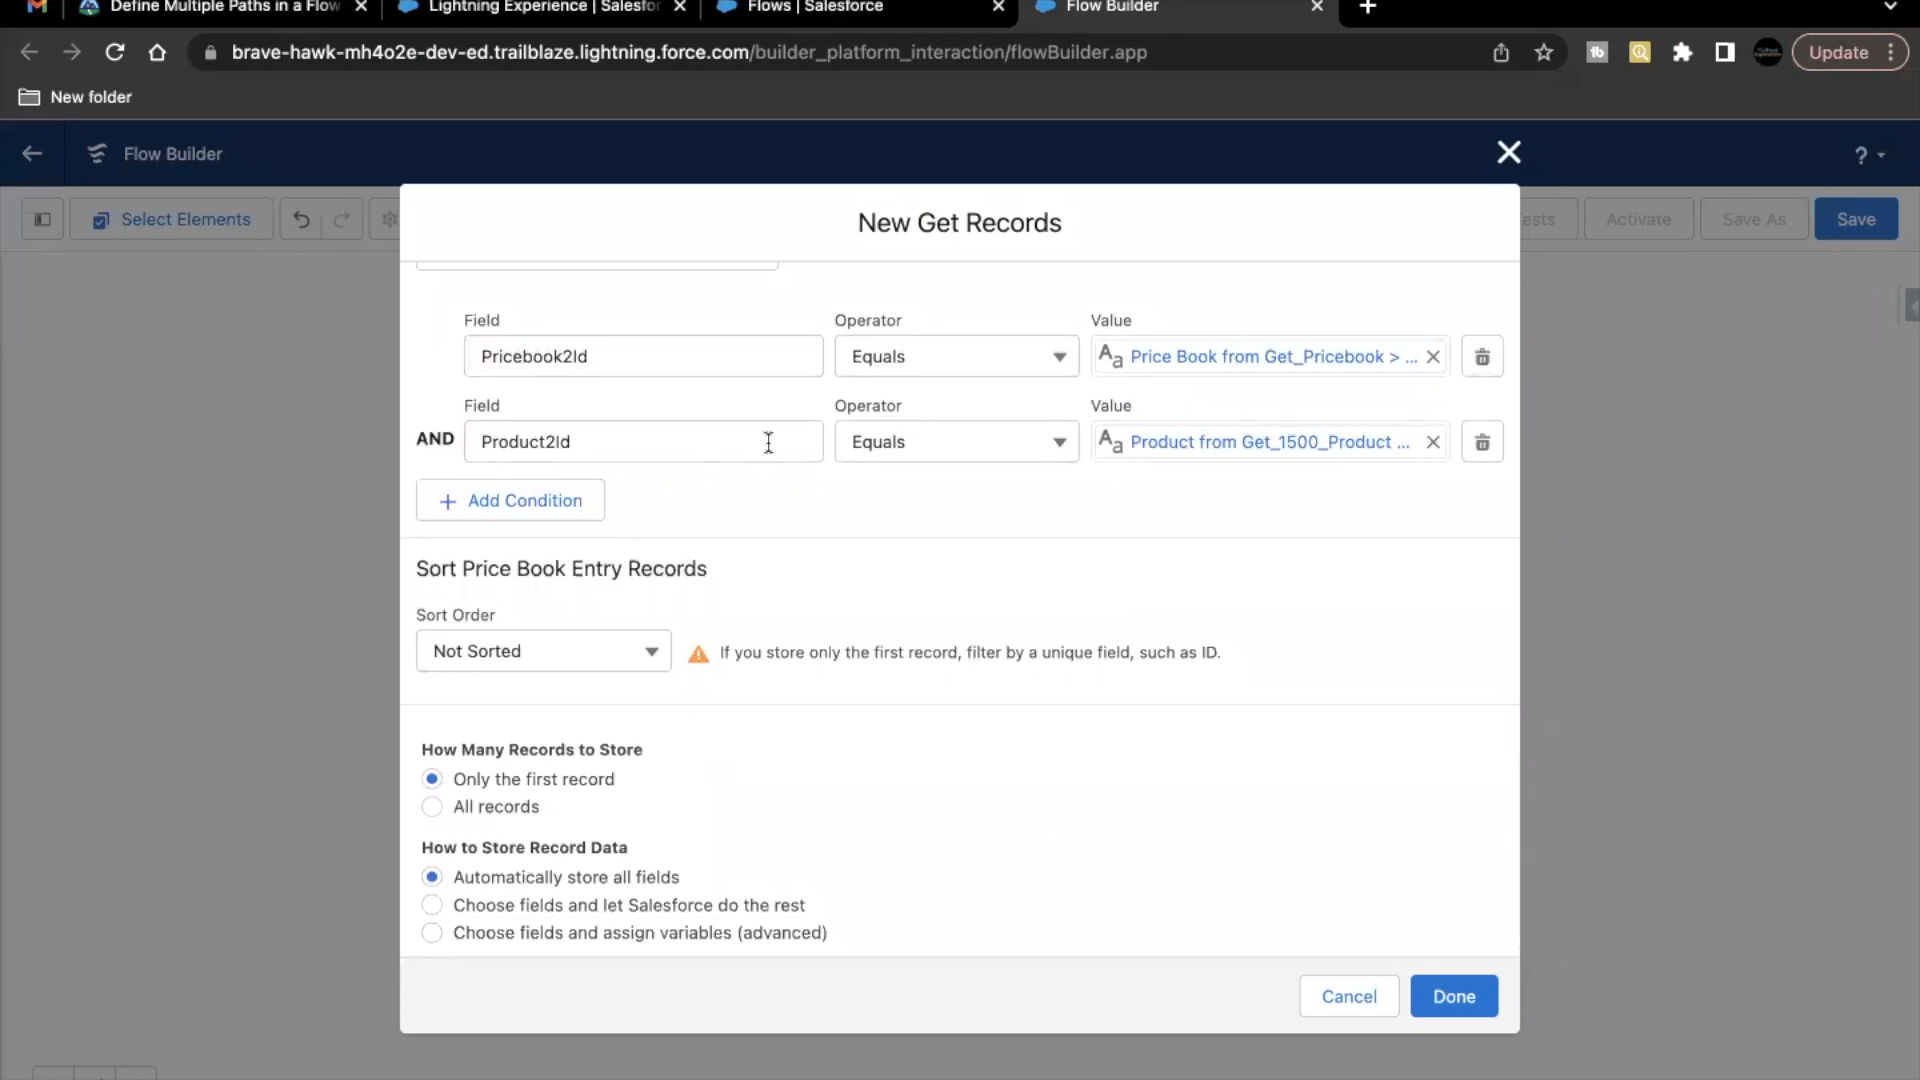 Define Multiple Paths in a Flow
Lightning Experience | Salesfor
Flows | Salesforce
Flow Builder
brave-hawk-mh4o2e-dev-ed.trailblaze.lightning.force.com/builder_platform_interaction/flowBuilder.app
Update
New folder
Flow Builder
?
Select Elements
ests
Activate
Save As
Save
New Get Records
Field
Operator
Value
Pricebook2Id
Equals
Aa Price Book from Get_Pricebook > ...
Field
Operator
Value
AND
Product2Id
Equals
Aa Product from Get_1500_Product ...
+ Add Condition
Sort Price Book Entry Records
Sort Order
Not Sorted
If you store only the first record, filter by a unique field, such as ID.
How Many Records to Store
Only the first record
All records
How to Store Record Data
Automatically store all fields
Choose fields and let Salesforce do the rest
Choose fields and assign variables (advanced)
Cancel
Done